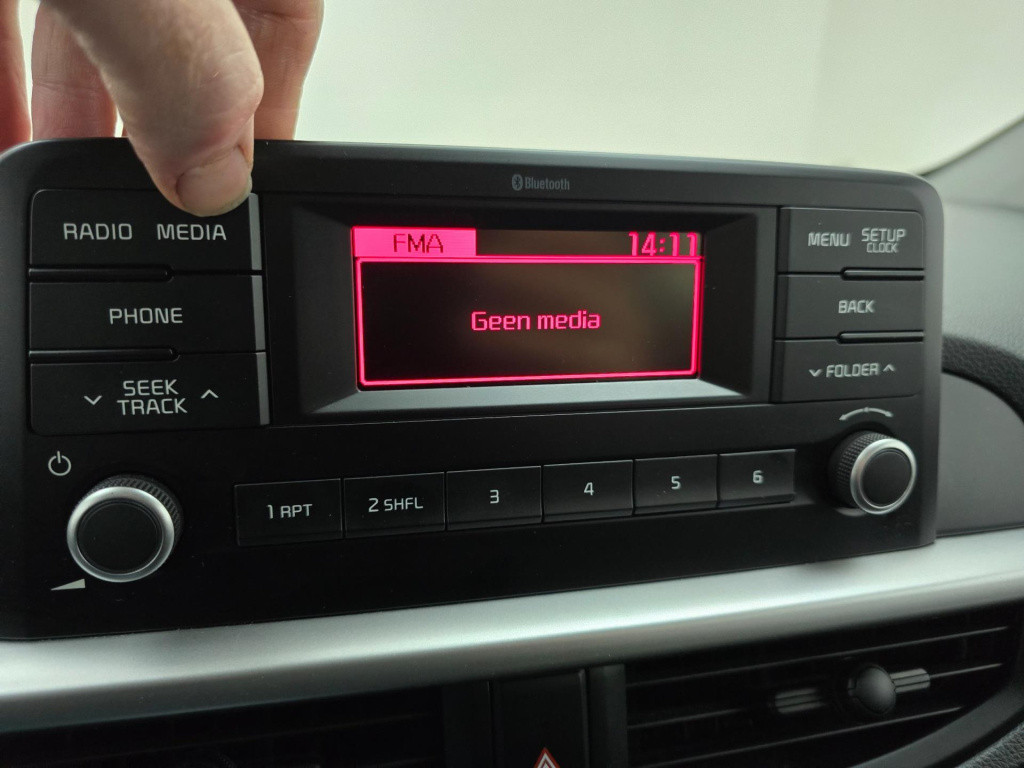 Bluetooth
RADIO MEDIA
FMA 14:11
MENU SETUP
CLOCK
PHONE
Geen media
BACK
SEEK
TRACK
FOLDER
1 RPT 2 SHFL 3 4 5 6